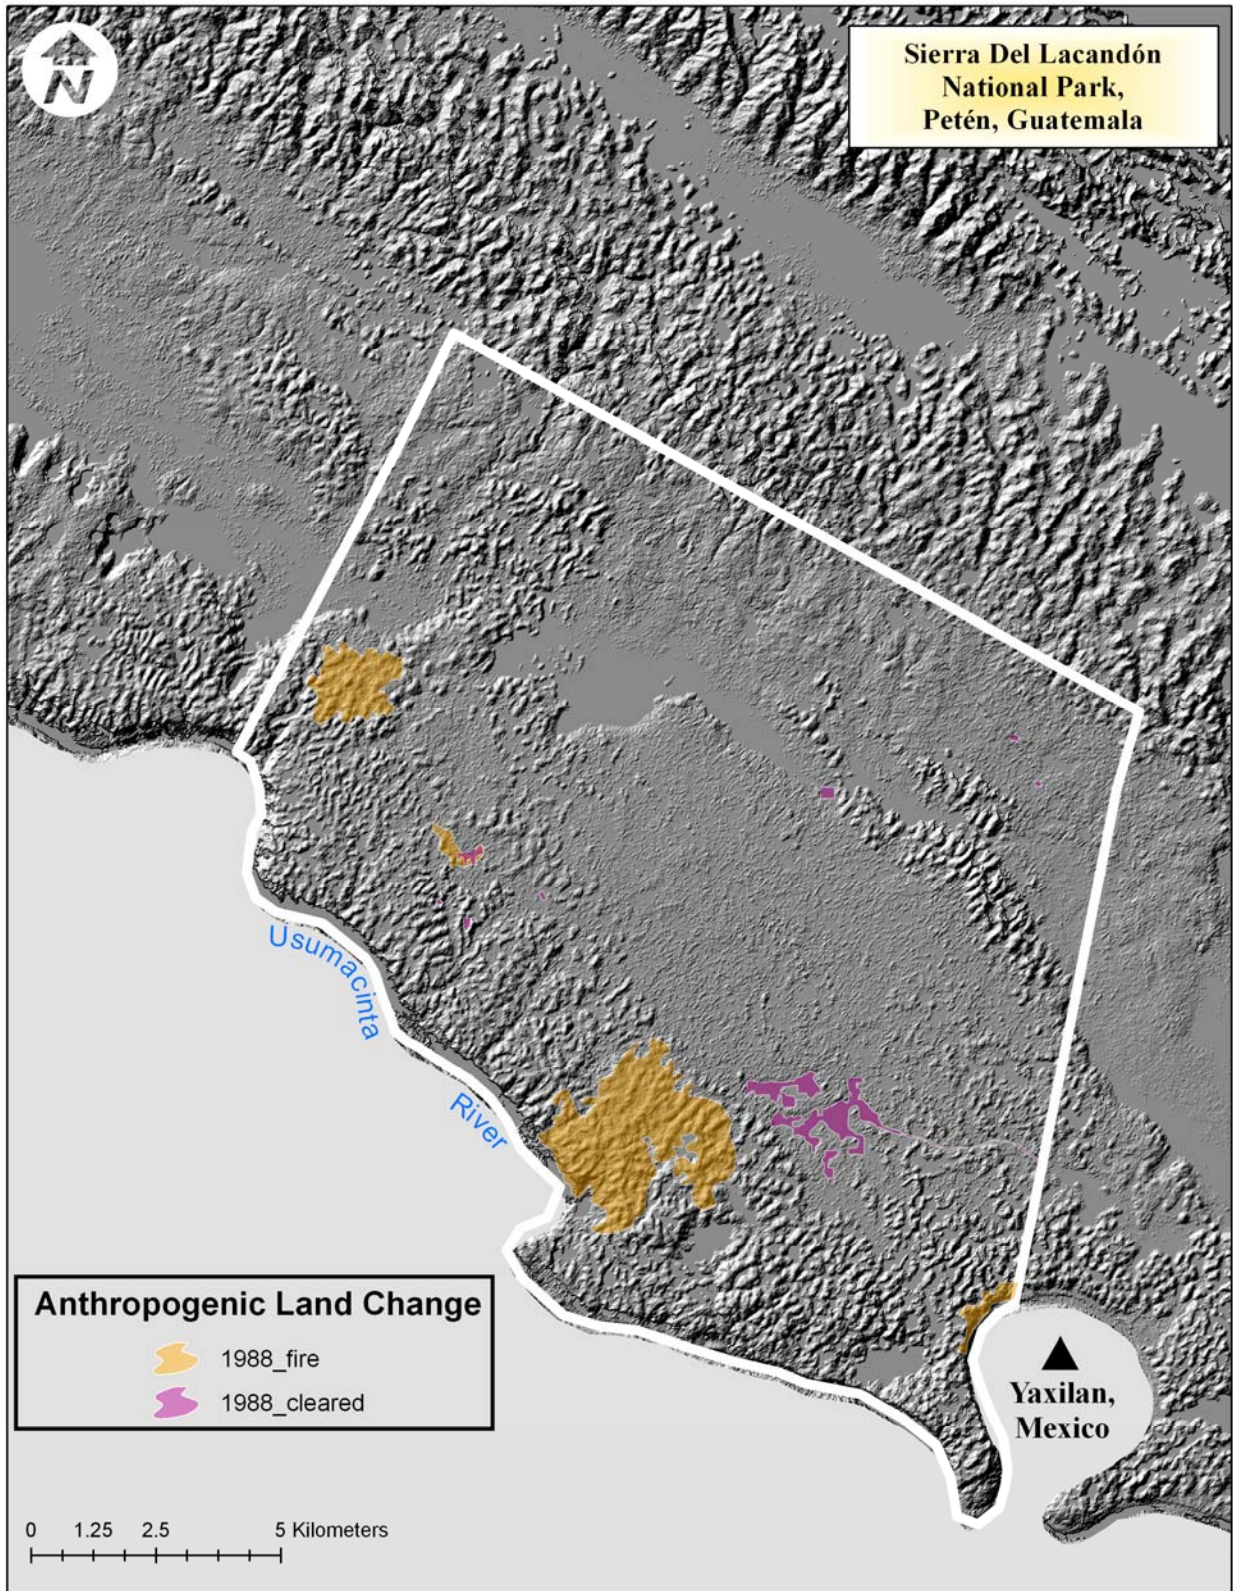 N
Sierra Del Lacandón
National Park,
Petén, Guatemala
Usumacinta
River
Anthropogenic Land Change
1988_fire
1988_cleared
Yaxilan,
Mexico
0 1.25 2.5 5 Kilometers